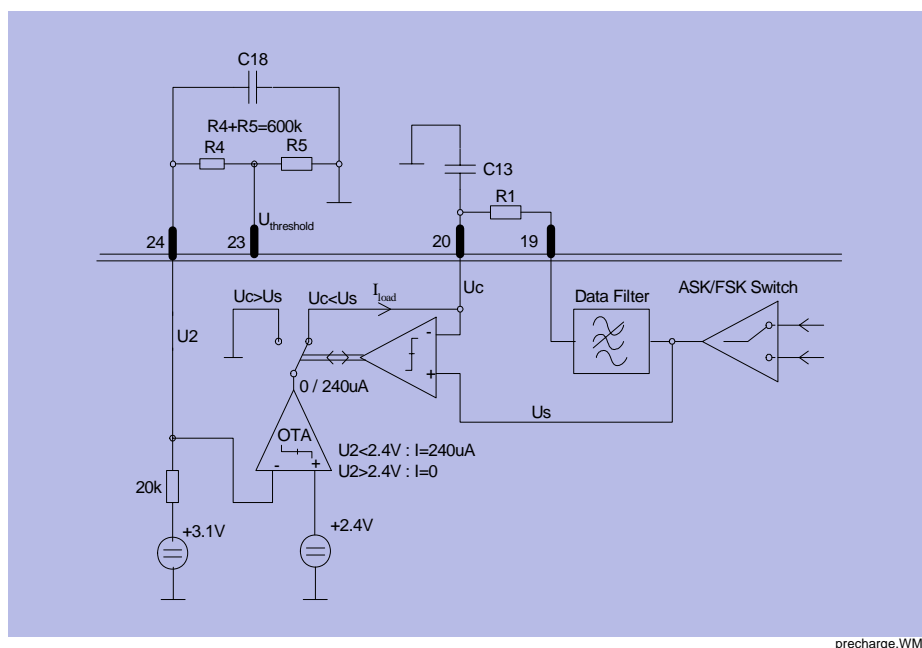 C18
R4+R5=600k
R4
R5
C13
R1
Uthreshold
24
23
20
19
Uc>Us
Uc<Us
Iload
Uc
Data Filter
ASK/FSK Switch
U2
-
+
0 / 240uA
Us
OTA
U2<2.4V : I=240uA
U2>2.4V : I=0
-
+
20k
+3.1V
+2.4V
precharge.WM